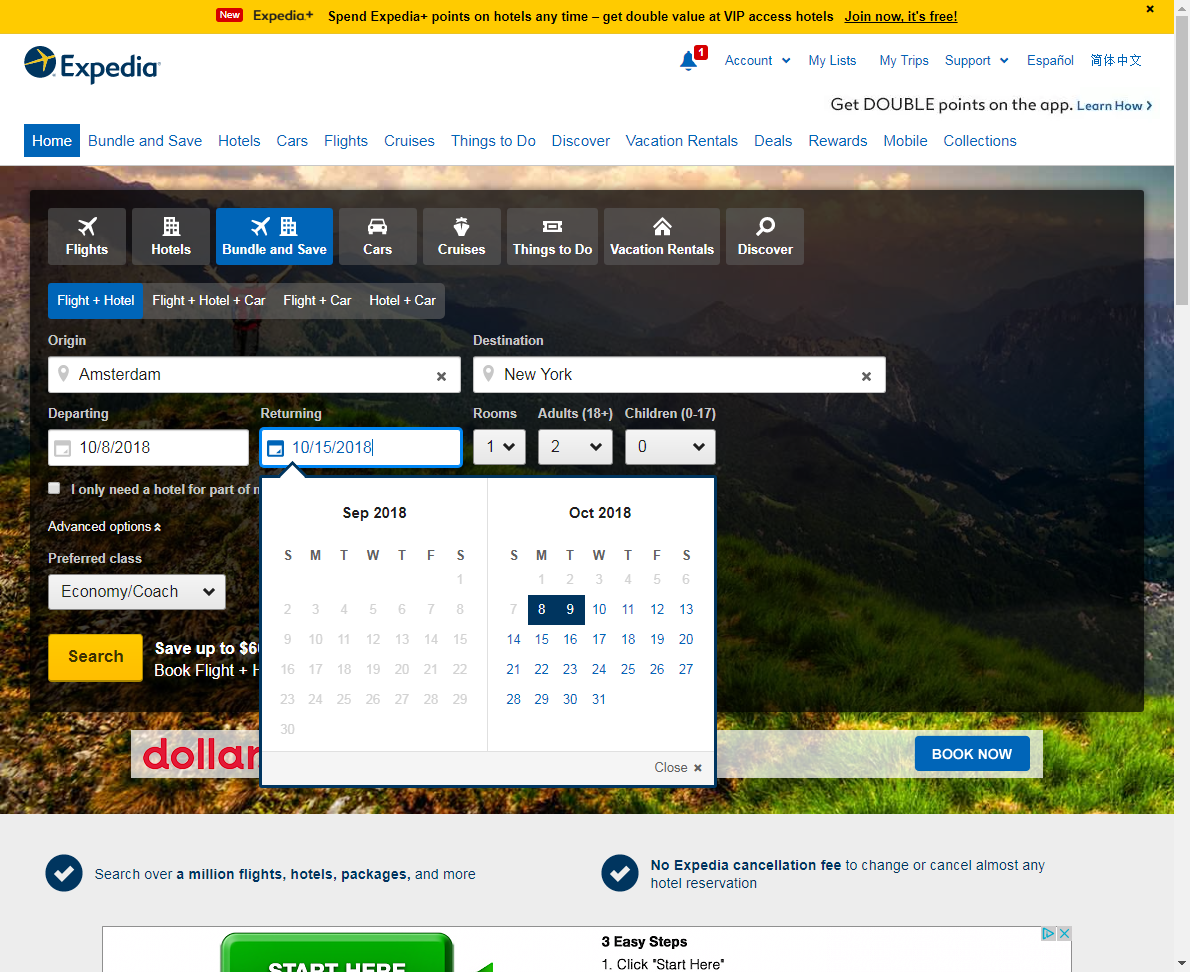 New Expedia+ Spend Expedia+ points on hotels any time – get double value at VIP access hotels Join now, it's free!
Expedia
1 Account My Lists My Trips Support Español 简体中文
Get DOUBLE points on the app. Learn How
Home Bundle and Save Hotels Cars Flights Cruises Things to Do Discover Vacation Rentals Deals Rewards Mobile Collections
Flights Hotels Bundle and Save Cars Cruises Things to Do Vacation Rentals Discover
Flight + Hotel Flight + Hotel + Car Flight + Car Hotel + Car
Origin Destination
Amsterdam New York
Departing Returning Rooms Adults (18+) Children (0-17)
10/8/2018 10/15/2018 1 2 0
I only need a hotel for part of
Advanced options
Preferred class
Economy/Coach
Search
Save up to $6
Book Flight +
Sep 2018
S M T W T F S
1
2 3 4 5 6 7 8
9 10 11 12 13 14 15
16 17 18 19 20 21 22
23 24 25 26 27 28 29
30
Oct 2018
S M T W T F S
1 2 3 4 5 6
7 8 9 10 11 12 13
14 15 16 17 18 19 20
21 22 23 24 25 26 27
28 29 30 31
Close
dollar
BOOK NOW
Search over a million flights, hotels, packages, and more
No Expedia cancellation fee to change or cancel almost any
hotel reservation
START HERE
3 Easy Steps
1. Click "Start Here"